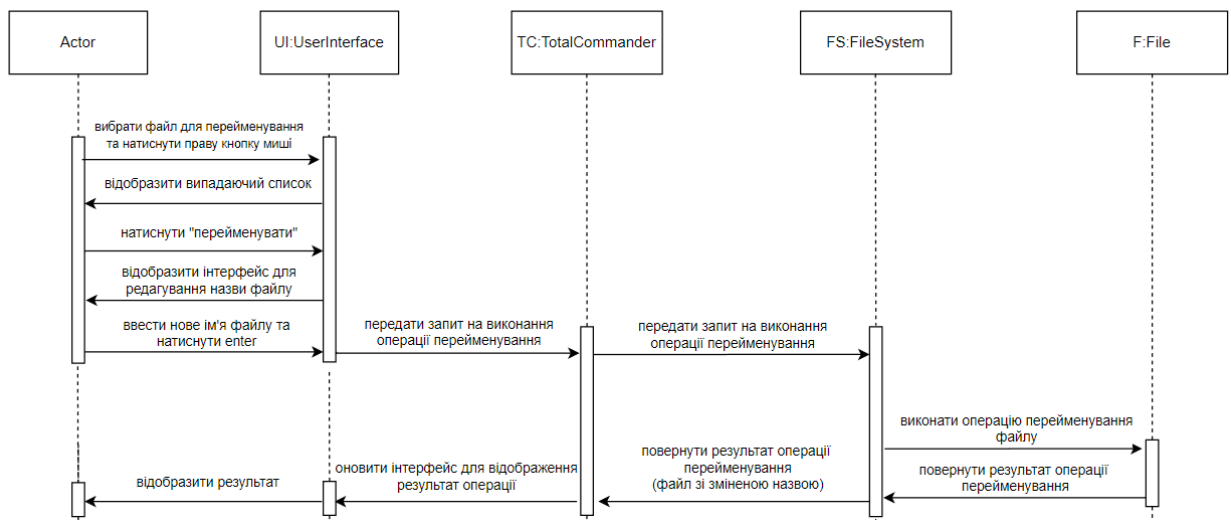 Actor
UI:UserInterface
TC:TotalCommander
FS:FileSystem
F:File
вибрати файл для перейменування
та натиснути праву кнопку миші
відобразити випадаючий список
натиснути "перейменувати"
відобразити інтерфейс для
редагування назви файлу
ввести нове ім'я файлу та
натиснути enter
передати запит на виконання
операції перейменування
передати запит на виконання
операції перейменування
виконати операцію перейменування
файлу
повернути результат операції
перейменування
повернути результат операції
перейменування
(файл зі зміненою назвою)
оновити інтерфейс для відображення
результат операції
відобразити результат